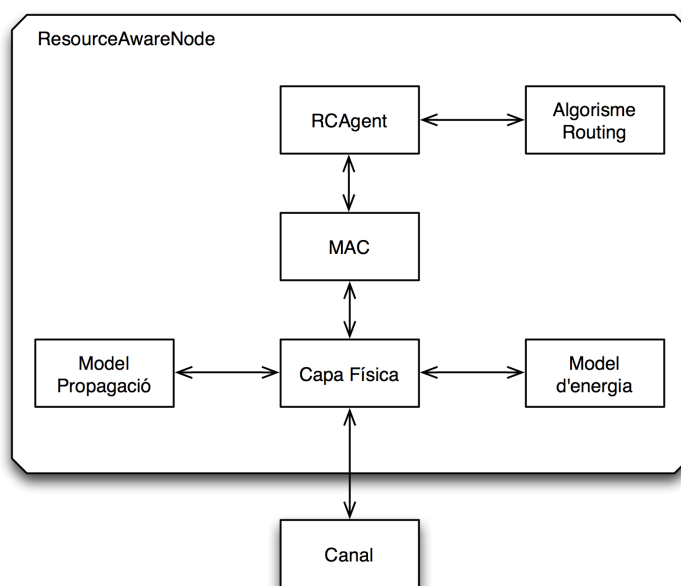 ResourceAwareNode
RCAgent
Algorisme
Routing
MAC
Model
Propagació
Capa Física
Model
d'energia
Canal